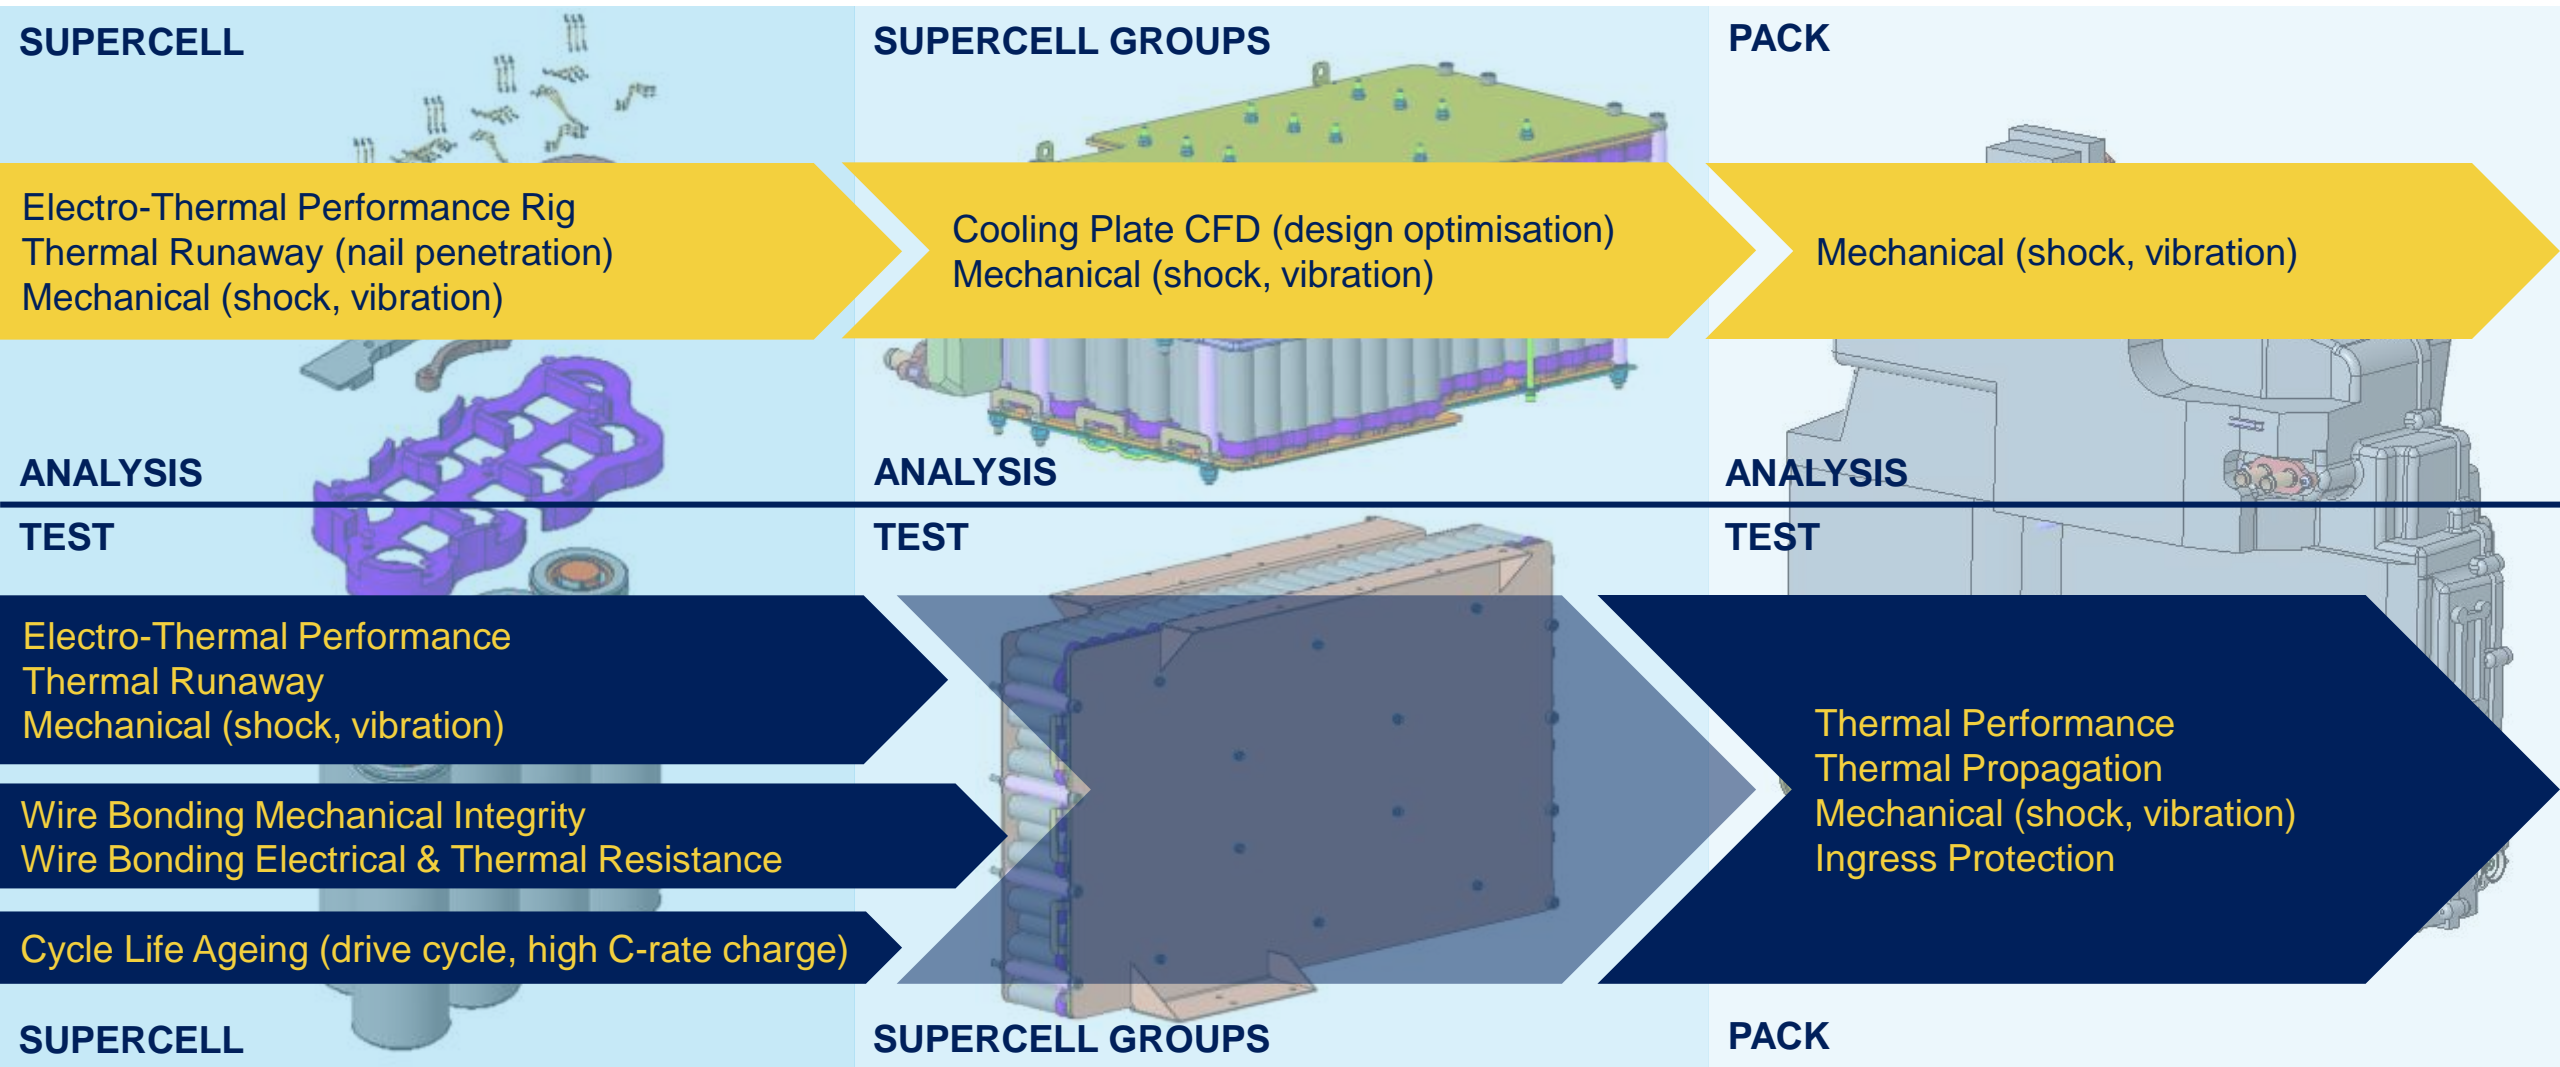 SUPERCELL
Electro-Thermal Performance Rig
Thermal Runaway (nail penetration)
Mechanical (shock, vibration)
ANALYSIS
SUPERCELL GROUPS
Cooling Plate CFD (design optimisation)
Mechanical (shock, vibration)
ANALYSIS
PACK
Mechanical (shock, vibration)
ANALYSIS
TEST
Electro-Thermal Performance
Thermal Runaway
Mechanical (shock, vibration)
Wire Bonding Mechanical Integrity
Wire Bonding Electrical & Thermal Resistance
Cycle Life Ageing (drive cycle, high C-rate charge)
SUPERCELL
TEST
SUPERCELL GROUPS
TEST
Thermal Performance
Thermal Propagation
Mechanical (shock, vibration)
Ingress Protection
PACK